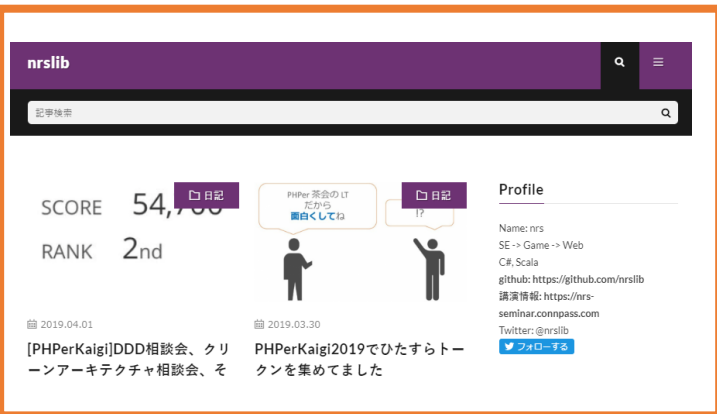 nrslib
記事検索
日記
SCORE 54,700
RANK 2nd
2019.04.01
[PHPerKaigi]DDD相談会、クリ
ーンアーキテクチャ相談会、そ
日記
PHPer 茶会の LT
だから
面白くしてね
!?
2019.03.30
PHPerKaigi2019でひたすらトー
クンを集めてました
Profile
Name: nrs
SE -> Game -> Web
C#, Scala
github: https://github.com/nrslib
講演情報: https://nrs-
seminar.connpass.com
Twitter: @nrslib
フォローする